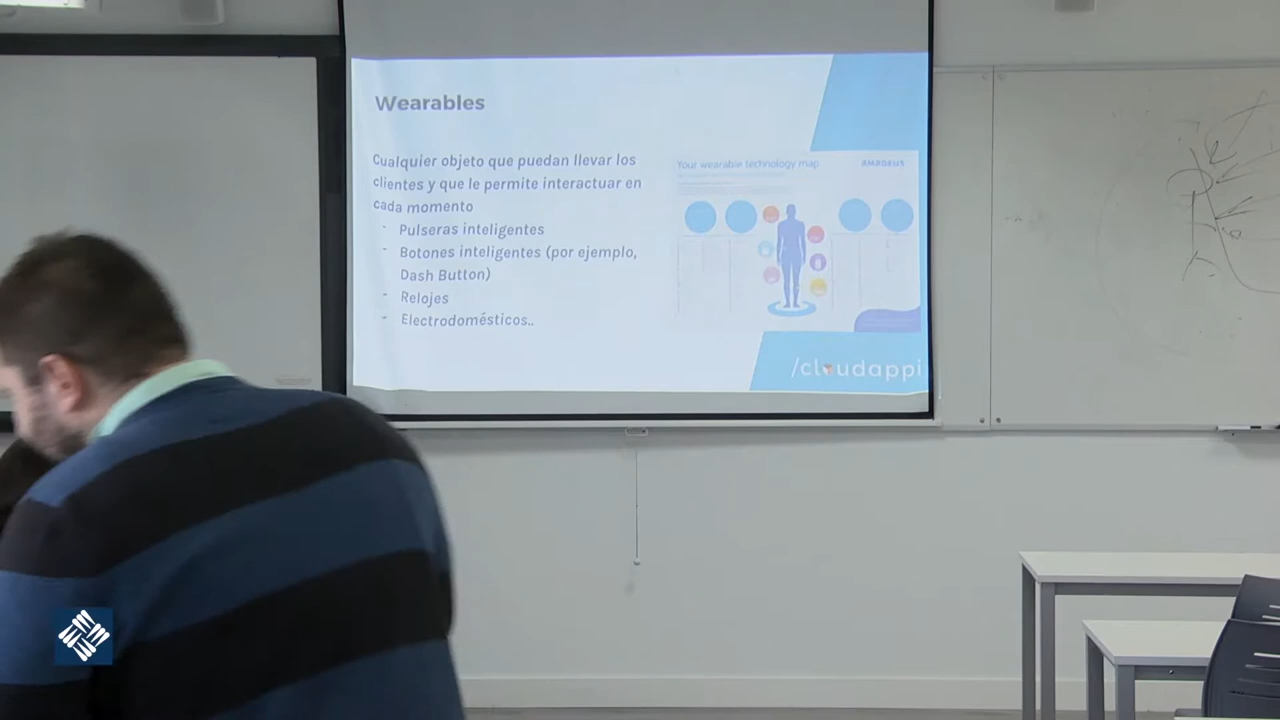 Wearables
Cualquier objeto que puedan llevar los
clientes y que le permite interactuar en
cada momento
- Pulseras inteligentes
- Botones inteligentes (por ejemplo,
Dash Button)
- Relojes
- Electrodomésticos..
Your wearable technology map
AMADEUS
/cloudappi